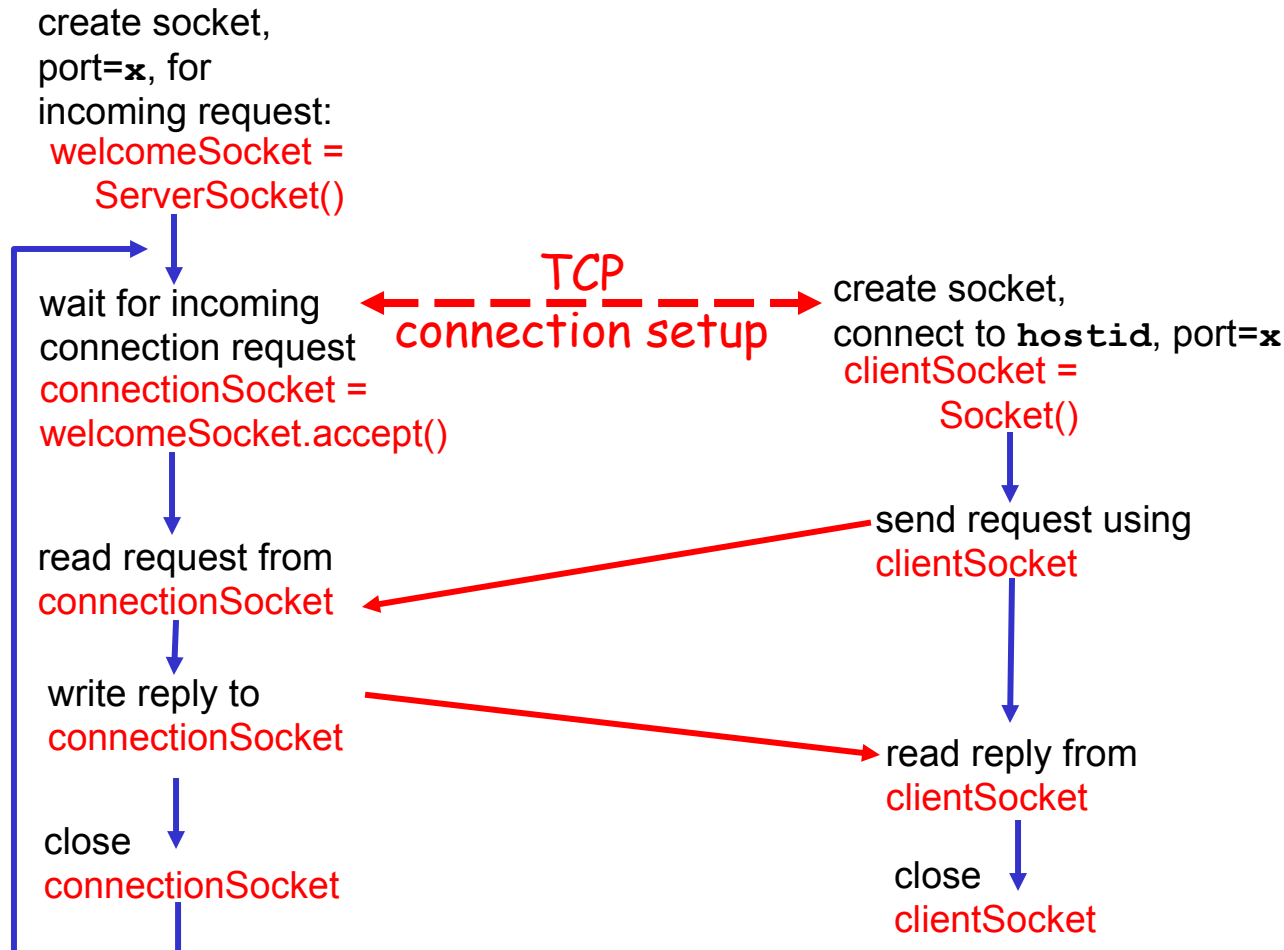 create socket,
port=x, for
incoming request:
welcomeSocket =
ServerSocket()
wait for incoming
connection request
connectionSocket =
welcomeSocket.accept()
TCP
connection setup
create socket,
connect to hostid, port=x
clientSocket =
Socket()
send request using
clientSocket
read request from
connectionSocket
write reply to
connectionSocket
read reply from
clientSocket
close
connectionSocket
close
clientSocket